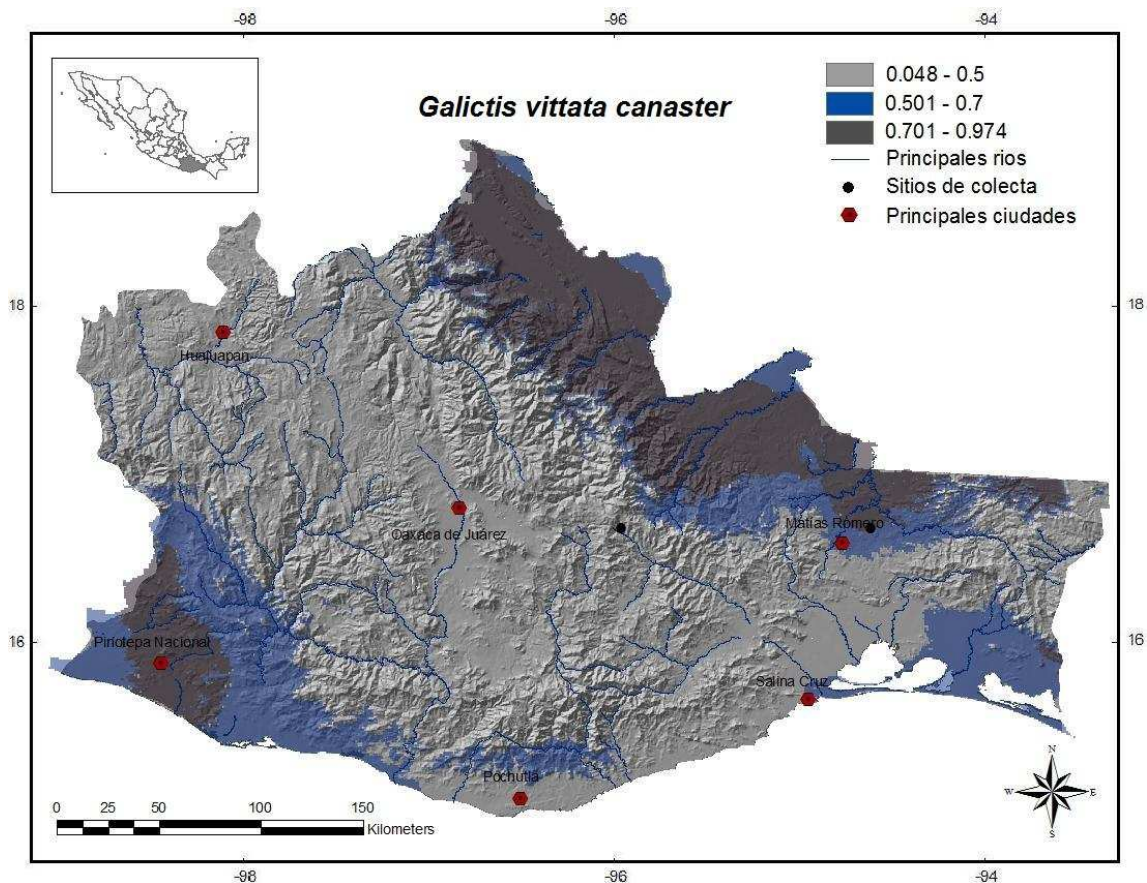 -98 -96 -94
Galictis vittata canaster
0.048 - 0.5
0.501 - 0.7
0.701 - 0.974
Principales rios
Sitios de colecta
Principales ciudades
18 18
Huajuapan
Matías Romero
Oaxaca de Juárez
16 16
Piñotepa Nacional
Salina Cruz
Pochutla
N
W E
S
0 25 50 100 150
Kilometers
-98 -96 -94